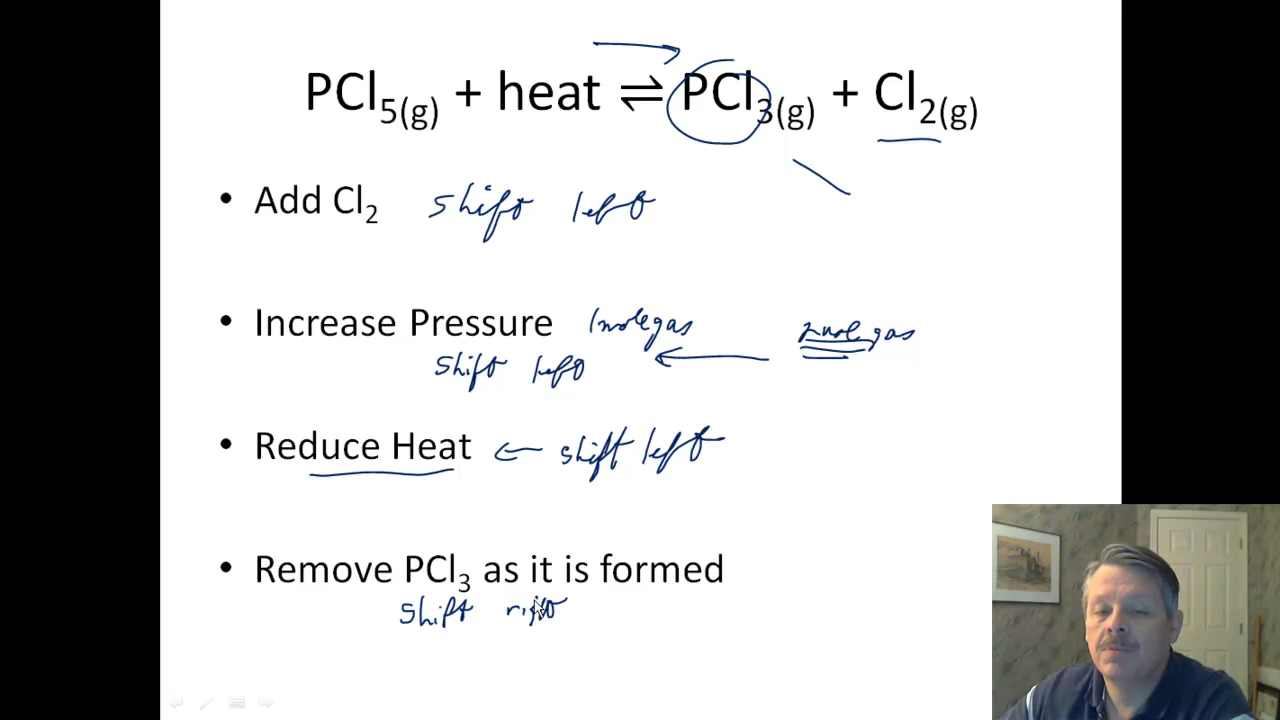 PCl₅(g) + heat ⇌ PCl₃(g) + Cl₂(g)
• Add Cl₂ shift left
• Increase Pressure 1 mole gas 2 mole gas
shift left ←
• Reduce Heat ← shift left
• Remove PCl₃ as it is formed
shift right